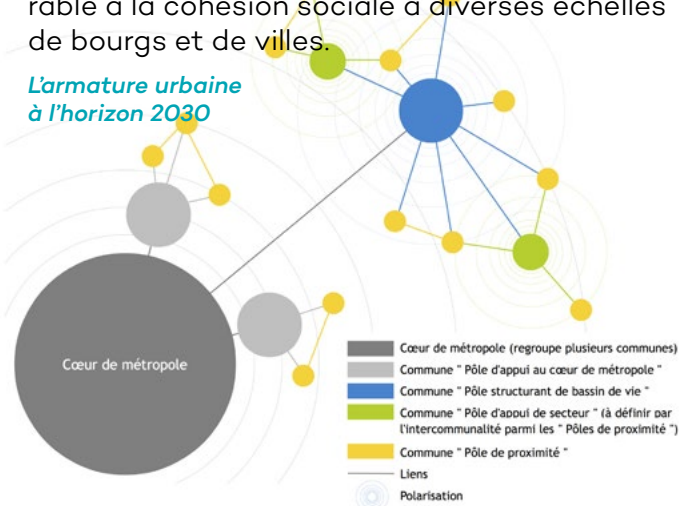 rable à la cohésion sociale à diverses échelles
de bourgs et de villes.
L'armature urbaine
à l'horizon 2030
Cœur de métropole
Cœur de métropole (regroupe plusieurs communes)
Commune " Pôle d'appui au cœur de métropole "
Commune " Pôle structurant de bassin de vie "
Commune " Pôle d'appui de secteur " (à définir par
l'intercommunalité parmi les " Pôles de proximité ")
Commune " Pôle de proximité "
Liens
Polarisation